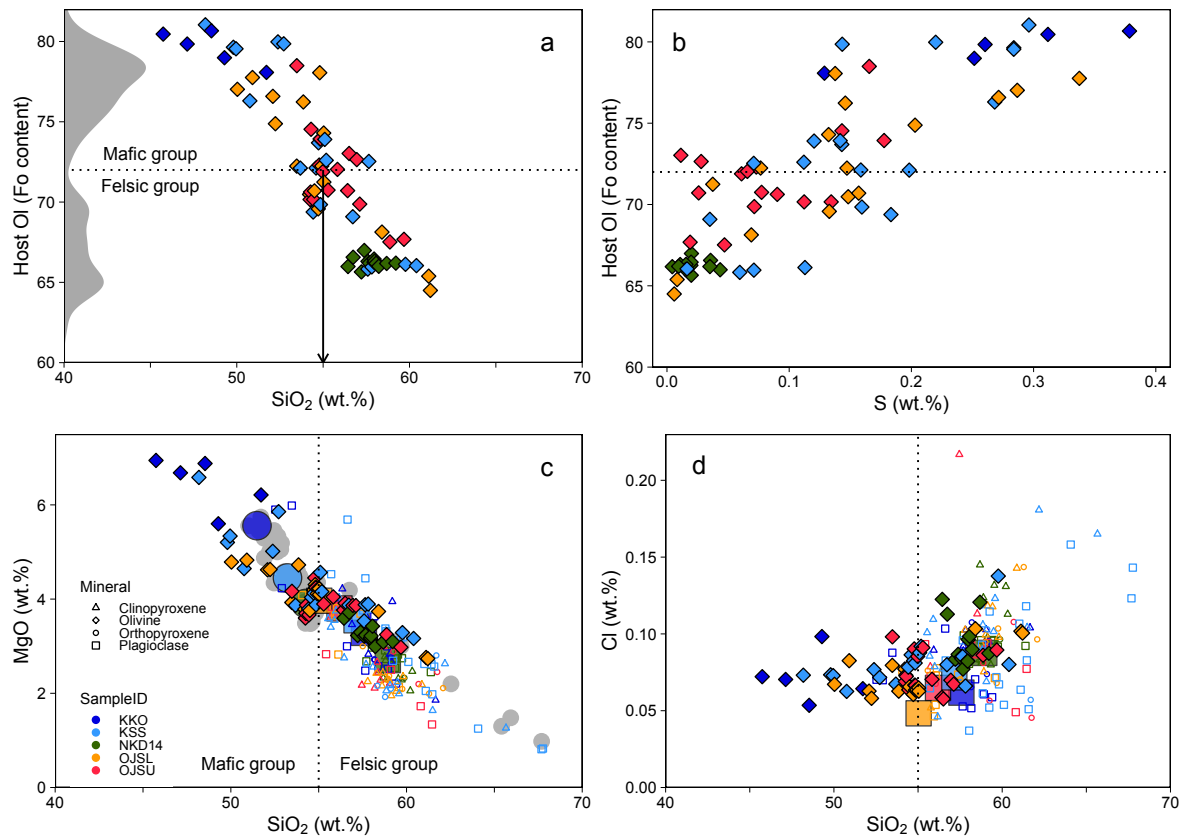 a
Host Ol (Fo content)
80
75
70
65
60
Mafic group
Felsic group
40
50
60
70
SiO₂ (wt.%)
b
Host Ol (Fo content)
80
75
70
65
60
0.0
0.1
0.2
0.3
0.4
S (wt.%)
c
MgO (wt.%)
6
4
2
0
Mineral
Clinopyroxene
Olivine
Orthopyroxene
Plagioclase
SampleID
KKO
KSS
NKD14
OJSL
OJSU
Mafic group
Felsic group
40
50
60
70
SiO₂ (wt.%)
d
Cl (wt.%)
0.20
0.15
0.10
0.05
0.00
40
50
60
70
SiO₂ (wt.%)